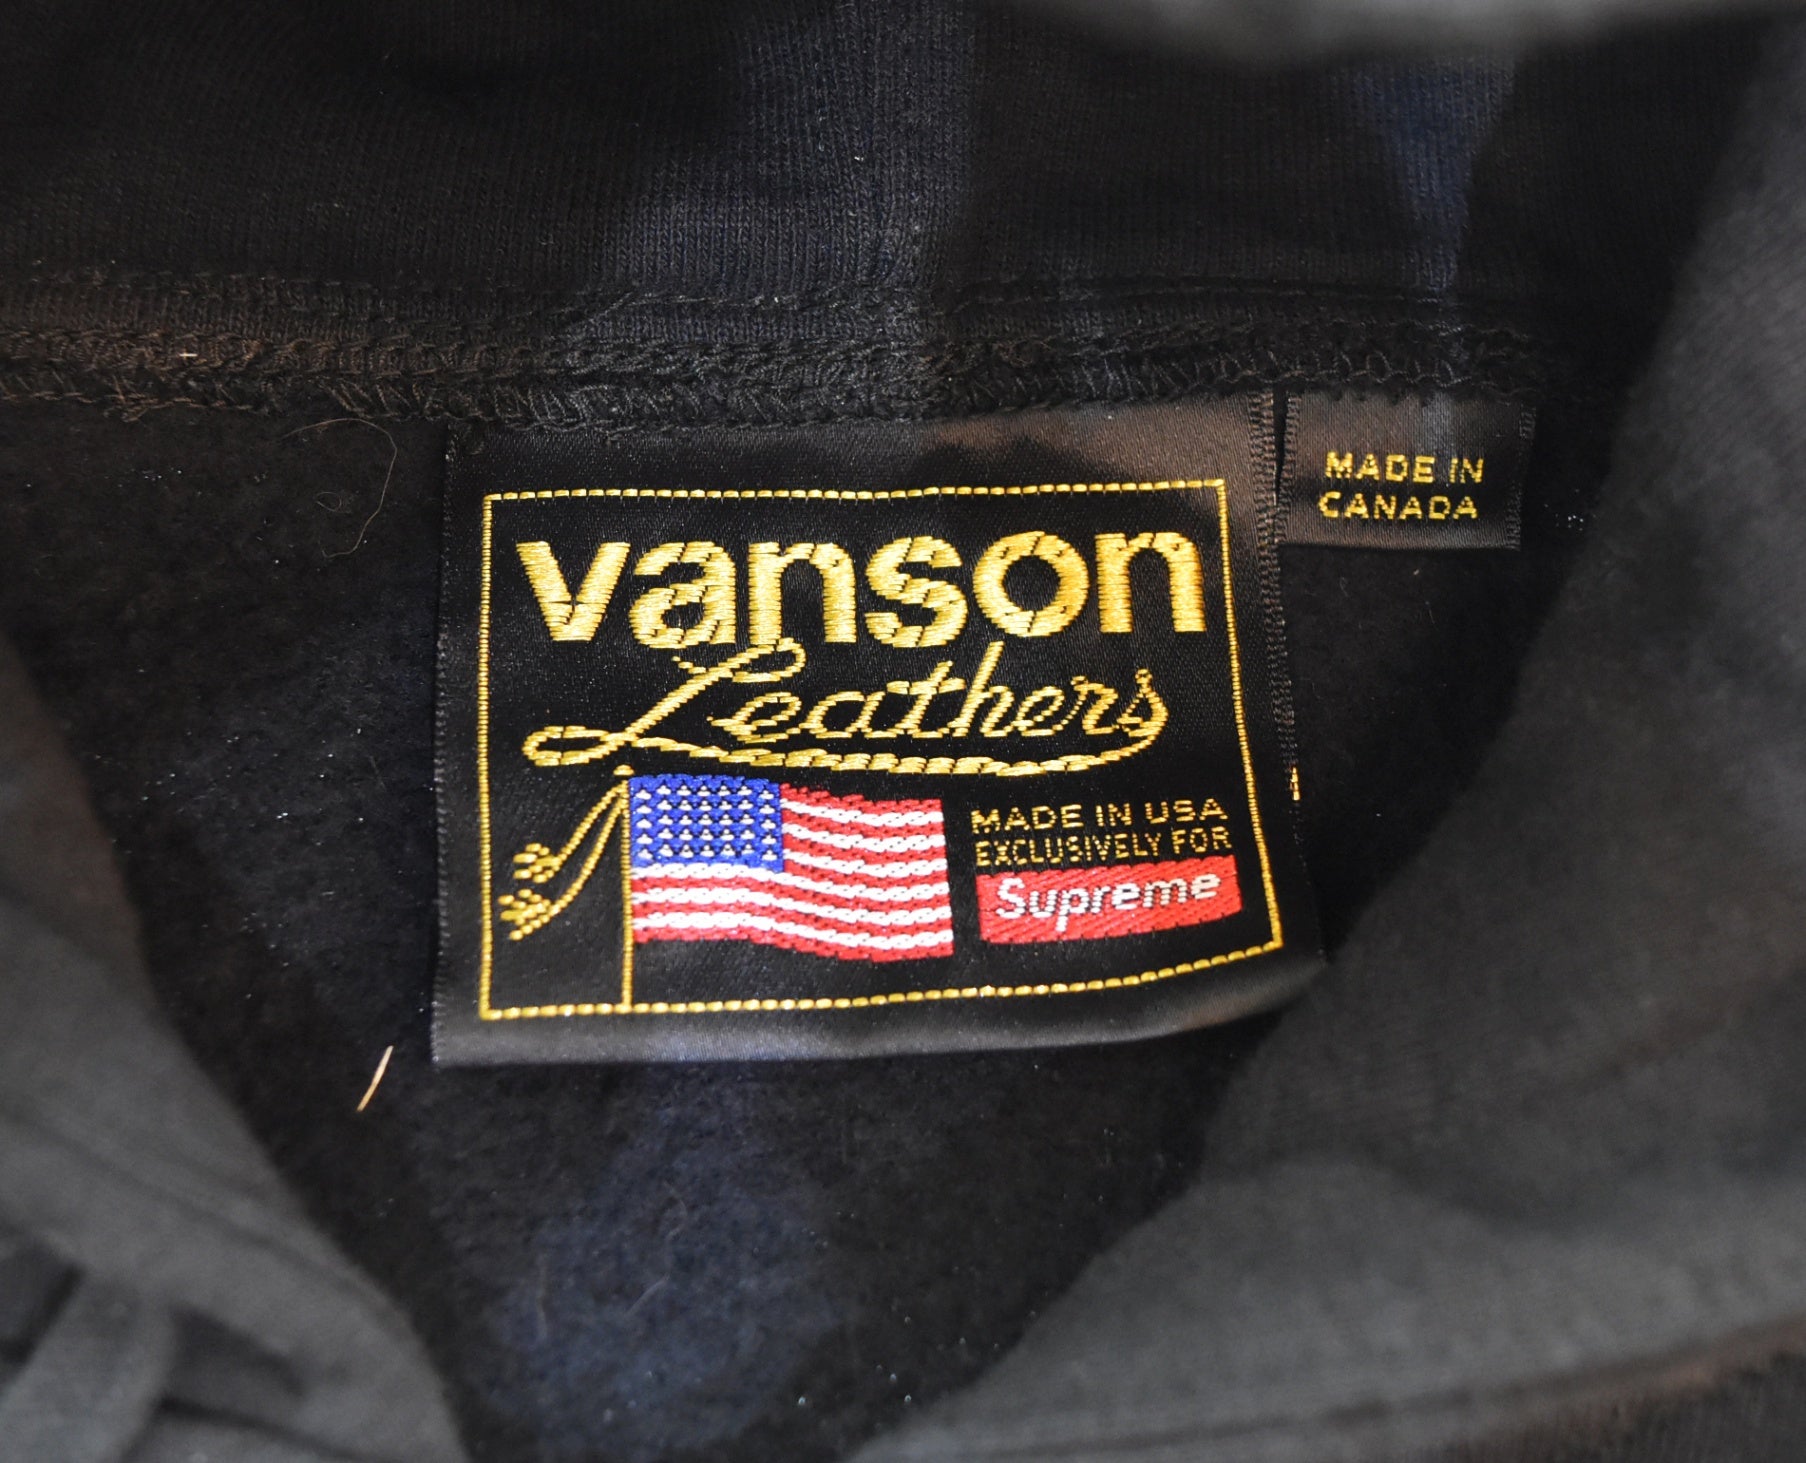 vanson
Leathers
MADE IN USA
EXCLUSIVELY FOR
Supreme
MADE IN
CANADA